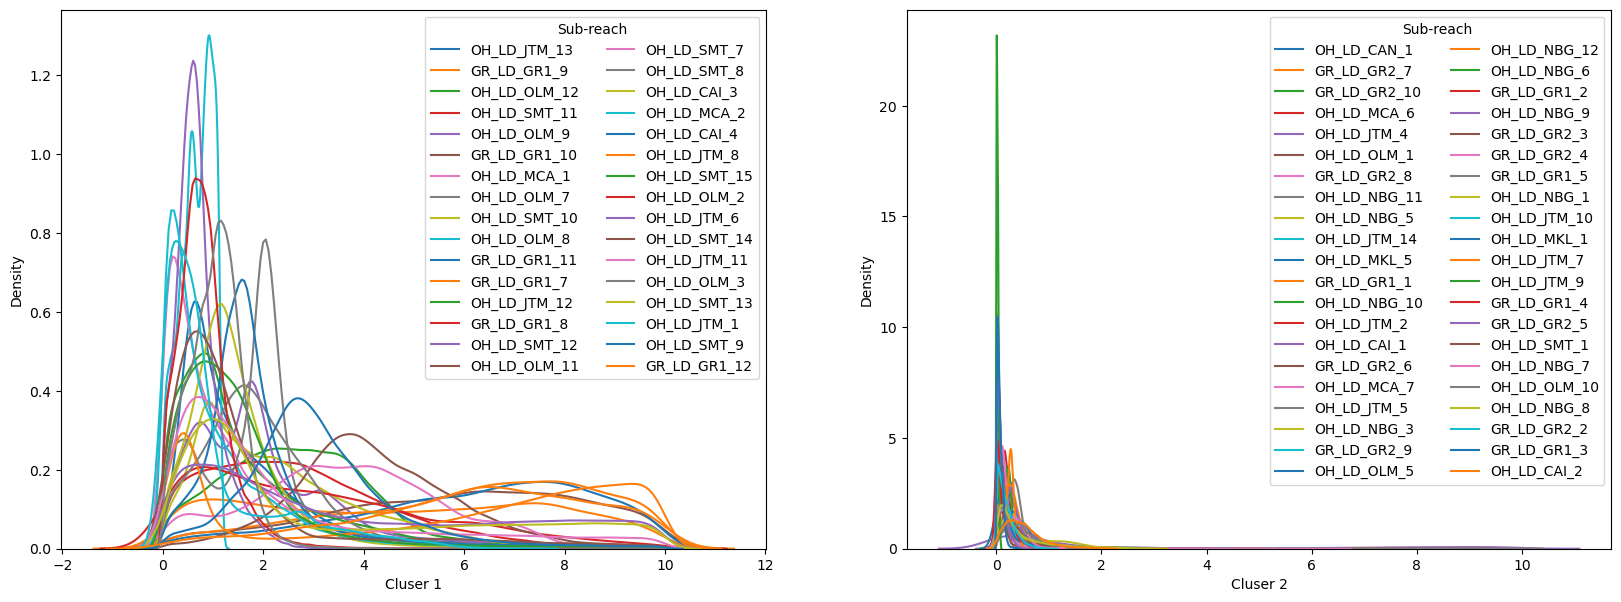 Sub-reach
OH_LD_JTM_13
GR_LD_GR1_9
OH_LD_OLM_12
OH_LD_SMT_11
OH_LD_OLM_9
GR_LD_GR1_10
OH_LD_MCA_1
OH_LD_OLM_7
OH_LD_SMT_10
OH_LD_OLM_8
GR_LD_GR1_11
GR_LD_GR1_7
OH_LD_JTM_12
GR_LD_GR1_8
OH_LD_SMT_12
OH_LD_OLM_11
OH_LD_SMT_7
OH_LD_SMT_8
OH_LD_CAI_3
OH_LD_MCA_2
OH_LD_CAI_4
OH_LD_JTM_8
OH_LD_SMT_15
OH_LD_OLM_2
OH_LD_JTM_6
OH_LD_SMT_14
OH_LD_JTM_11
OH_LD_OLM_3
OH_LD_SMT_13
OH_LD_JTM_1
OH_LD_SMT_9
GR_LD_GR1_12
Density
1.2
1.0
0.8
0.6
0.4
0.2
0.0
−2 0 2 4 6 8 10 12
Cluser 1
Sub-reach
OH_LD_CAN_1
GR_LD_GR2_7
GR_LD_GR2_10
OH_LD_MCA_6
OH_LD_JTM_4
OH_LD_OLM_1
GR_LD_GR2_8
OH_LD_NBG_11
OH_LD_NBG_5
OH_LD_JTM_14
OH_LD_MKL_5
GR_LD_GR1_1
OH_LD_NBG_10
OH_LD_JTM_2
OH_LD_CAI_1
GR_LD_GR2_6
OH_LD_MCA_7
OH_LD_JTM_5
OH_LD_NBG_3
GR_LD_GR2_9
OH_LD_OLM_5
OH_LD_NBG_12
OH_LD_NBG_6
GR_LD_GR1_2
OH_LD_NBG_9
GR_LD_GR2_3
GR_LD_GR2_4
GR_LD_GR1_5
OH_LD_NBG_1
OH_LD_JTM_10
OH_LD_MKL_1
OH_LD_JTM_7
OH_LD_JTM_9
GR_LD_GR1_4
GR_LD_GR2_5
OH_LD_SMT_1
OH_LD_NBG_7
OH_LD_OLM_10
OH_LD_NBG_8
GR_LD_GR2_2
GR_LD_GR1_3
OH_LD_CAI_2
Density
20
15
10
5
0
0 2 4 6 8 10
Cluser 2